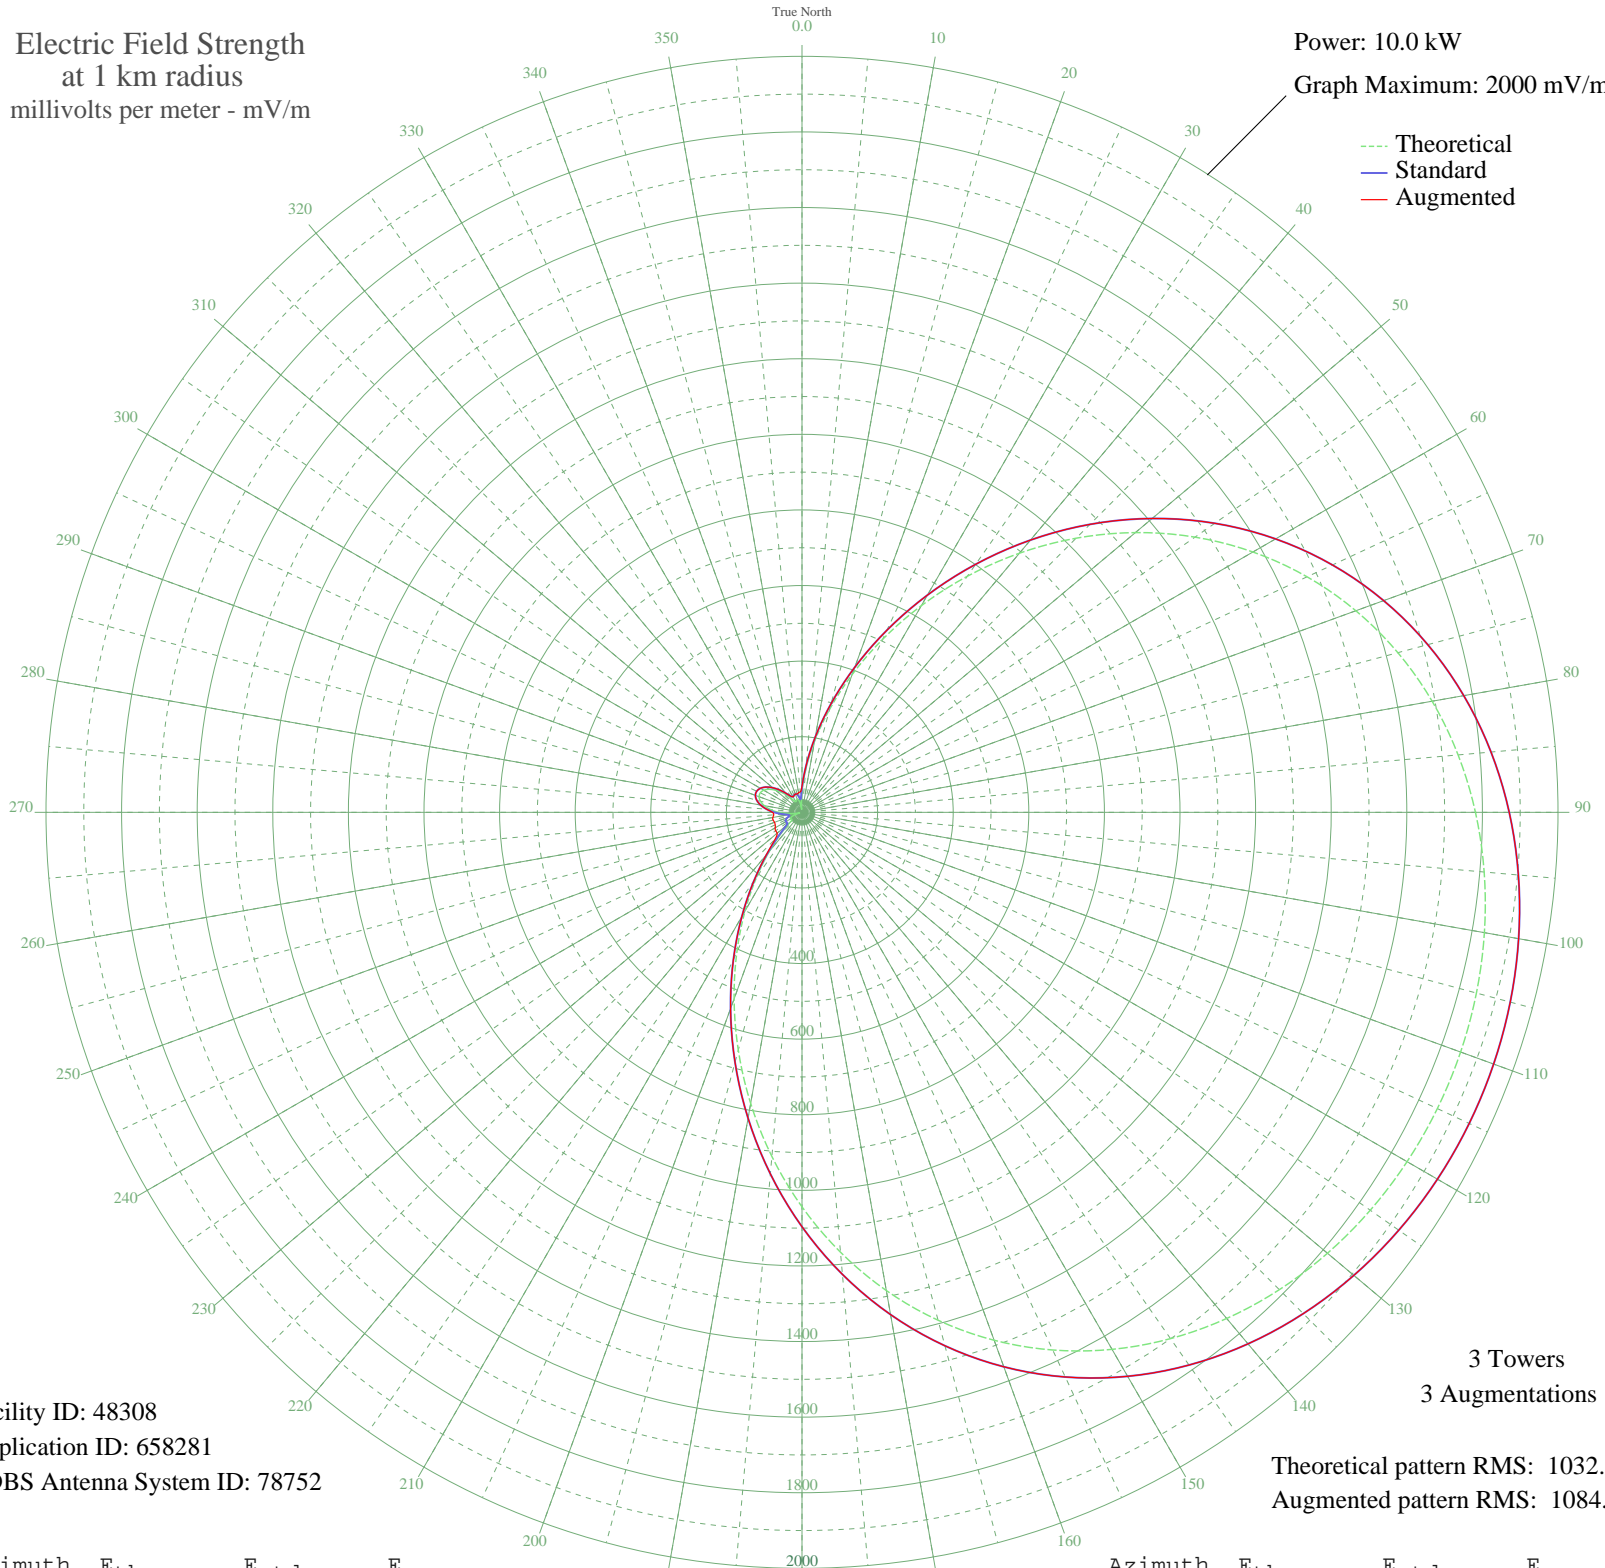 Electric Field Strength
at 1 km radius
millivolts per meter - mV/m
True North
0.0
10
20
30
40
50
60
70
80
90
100
110
120
130
140
150
160
200
210
220
230
240
250
260
270
280
290
300
310
320
330
340
350
Power: 10.0 kW
Graph Maximum: 2000 mV/m
Theoretical
Standard
Augmented
400
600
800
1000
1200
1400
1600
1800
2000
3 Towers
3 Augmentations
cility ID: 48308
plication ID: 658281
DBS Antenna System ID: 78752
Theoretical pattern RMS: 1032.
Augmented pattern RMS: 1084.
imuth
Azimuth